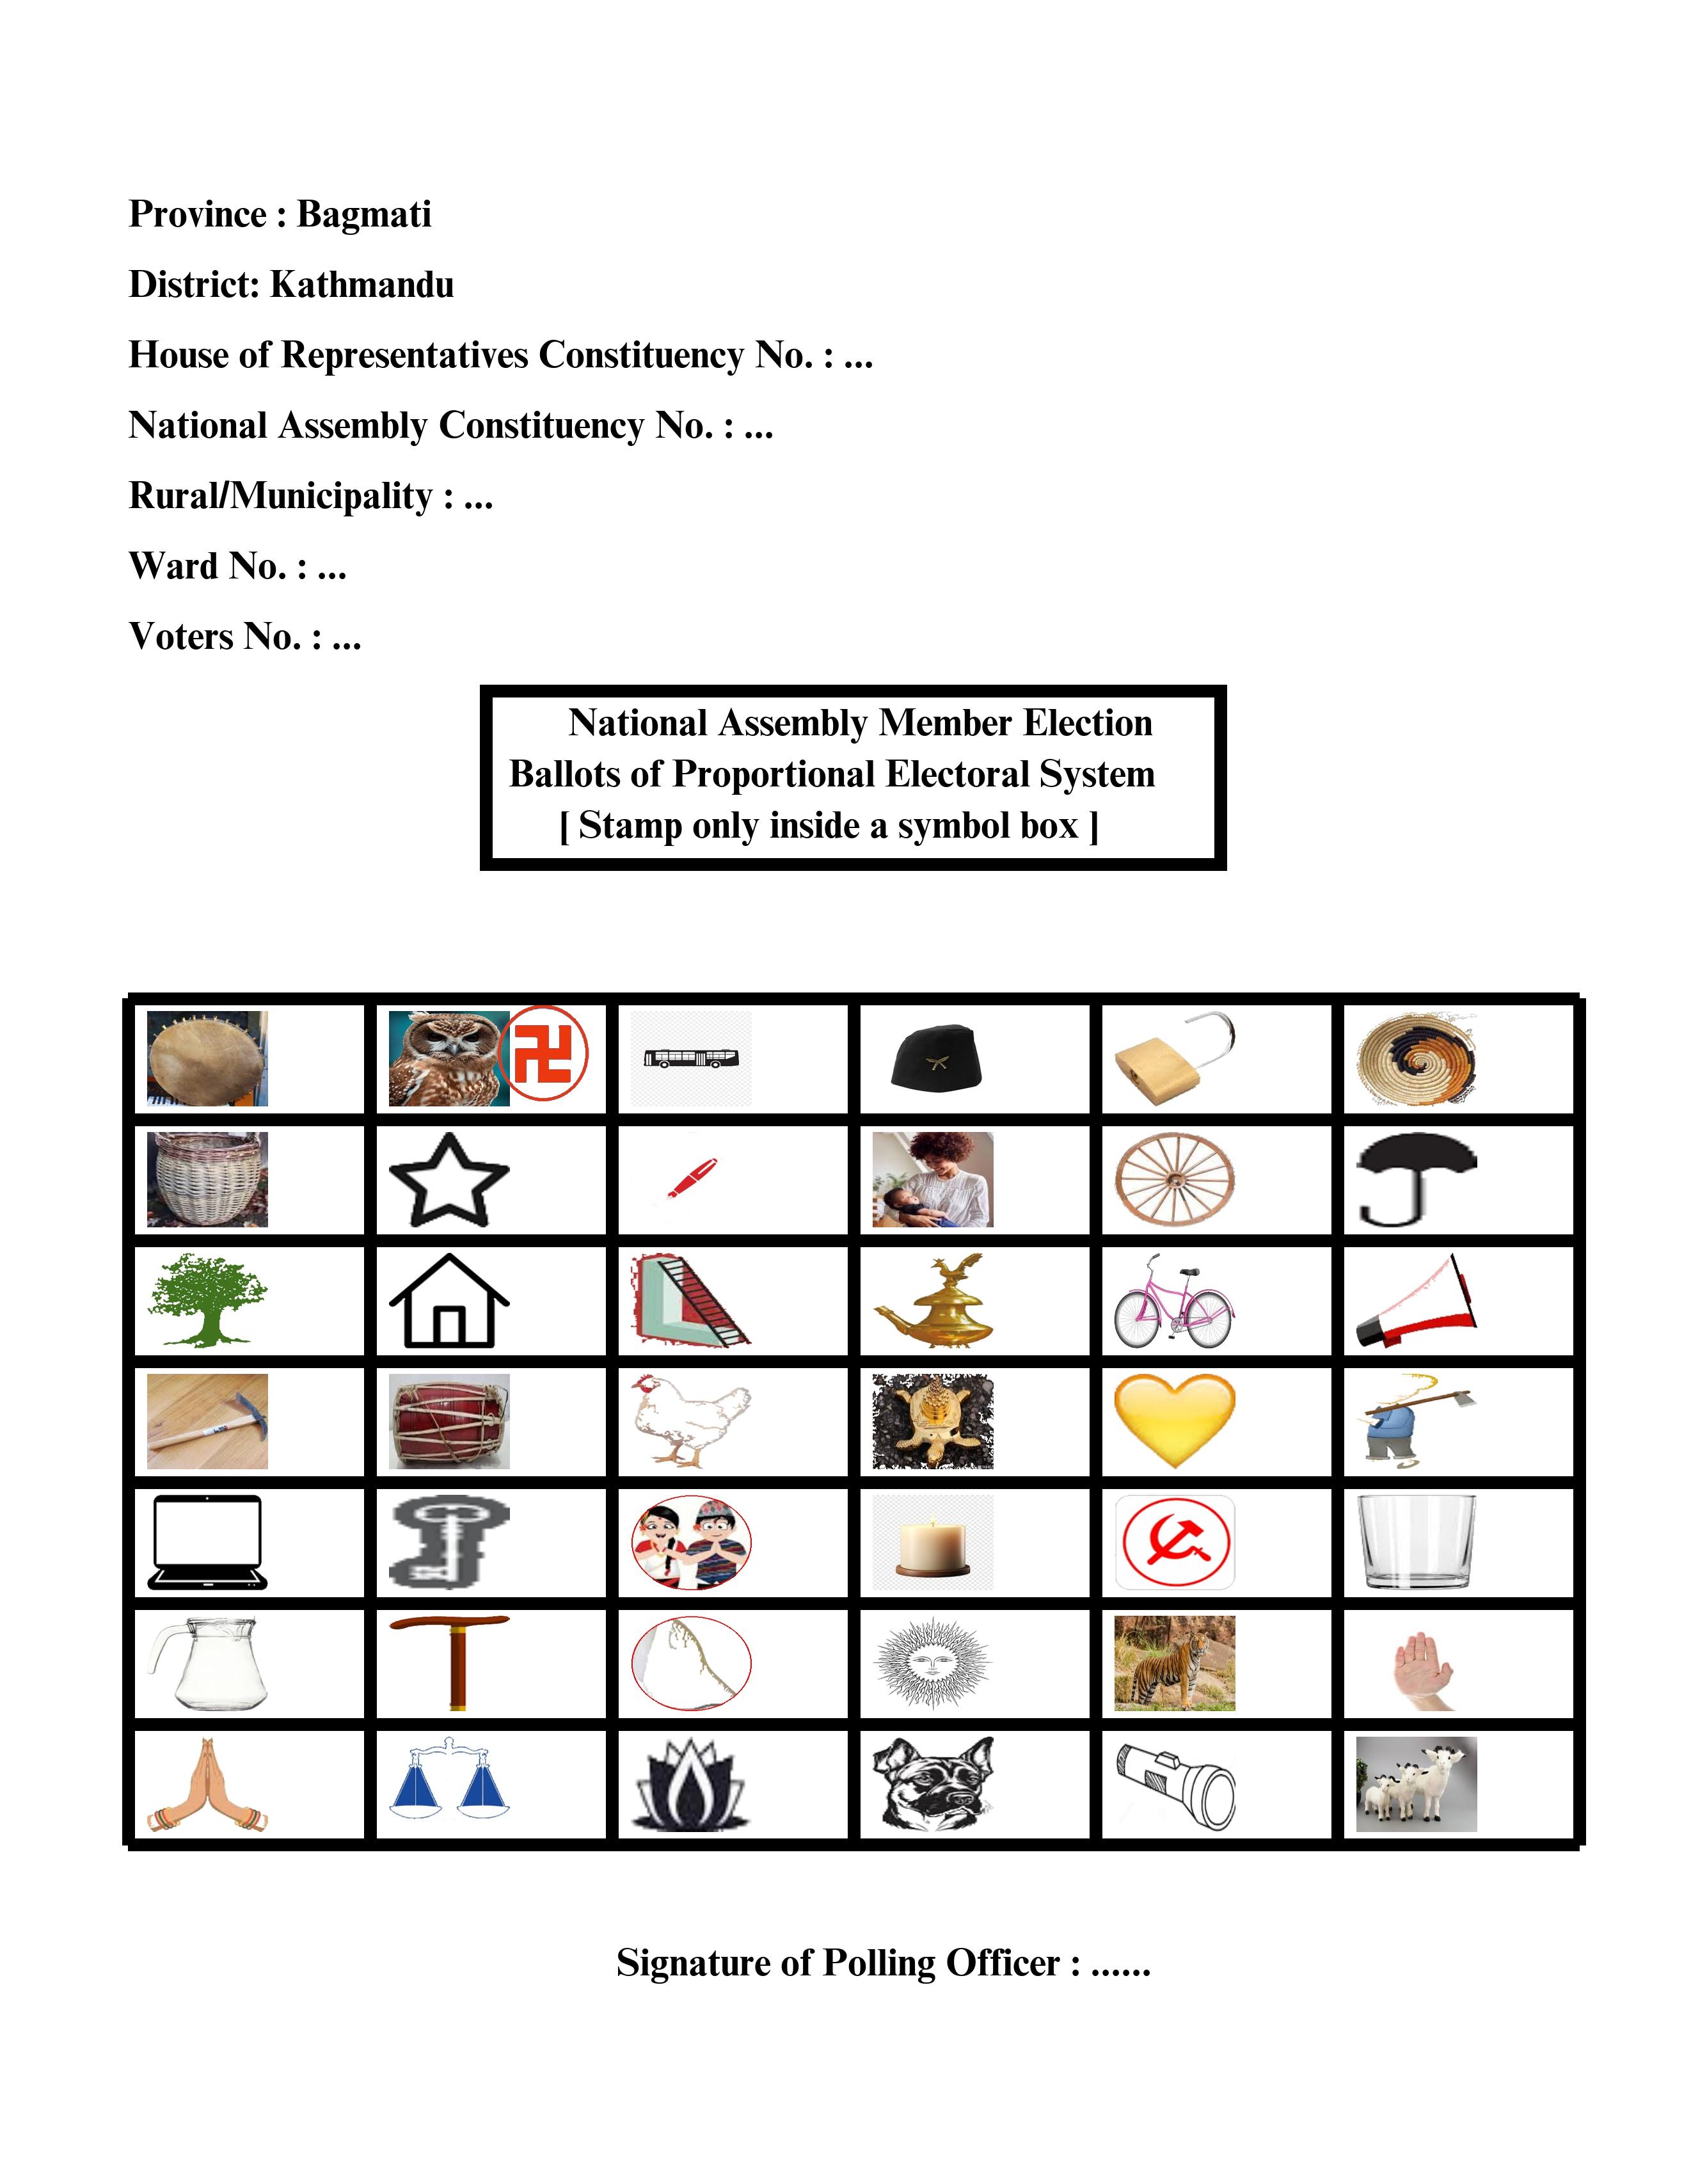 Province : Bagmati
District: Kathmandu
House of Representatives Constituency No. : ...
National Assembly Constituency No. : ...
Rural/Municipality : ...
Ward No. : ...
Voters No. : ...
National Assembly Member Election
Ballots of Proportional Electoral System
[ Stamp only inside a symbol box ]
Signature of Polling Officer : ......